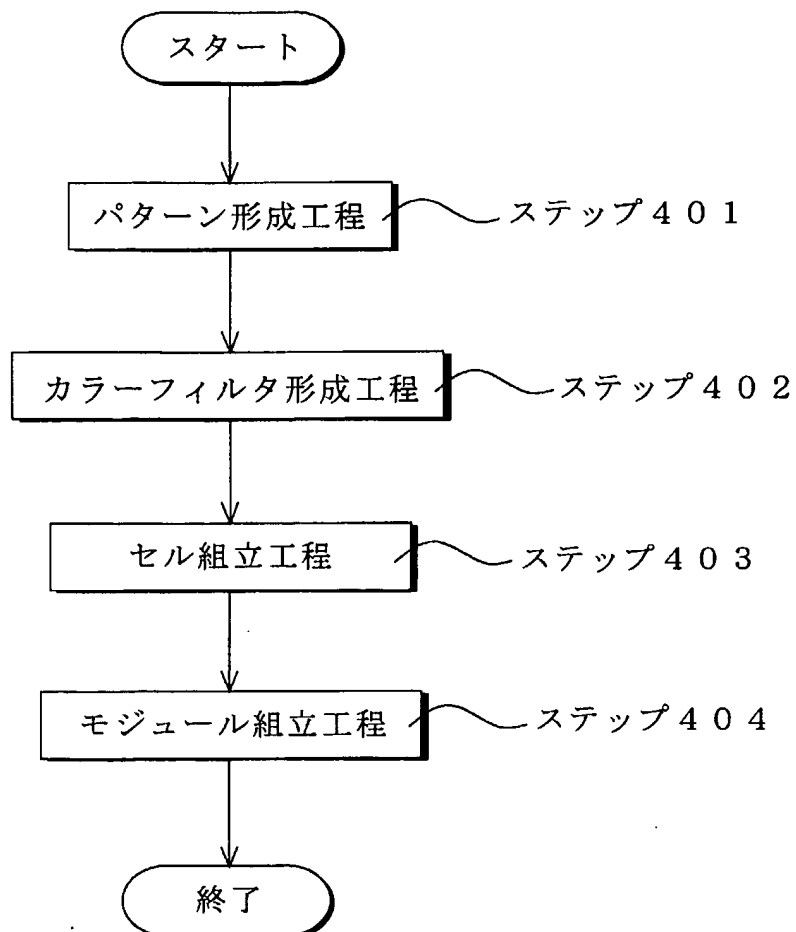 スタート
パターン形成工程
ステップ４０１
カラーフィルタ形成工程
ステップ４０２
セル組立工程
ステップ４０３
モジュール組立工程
ステップ４０４
終了